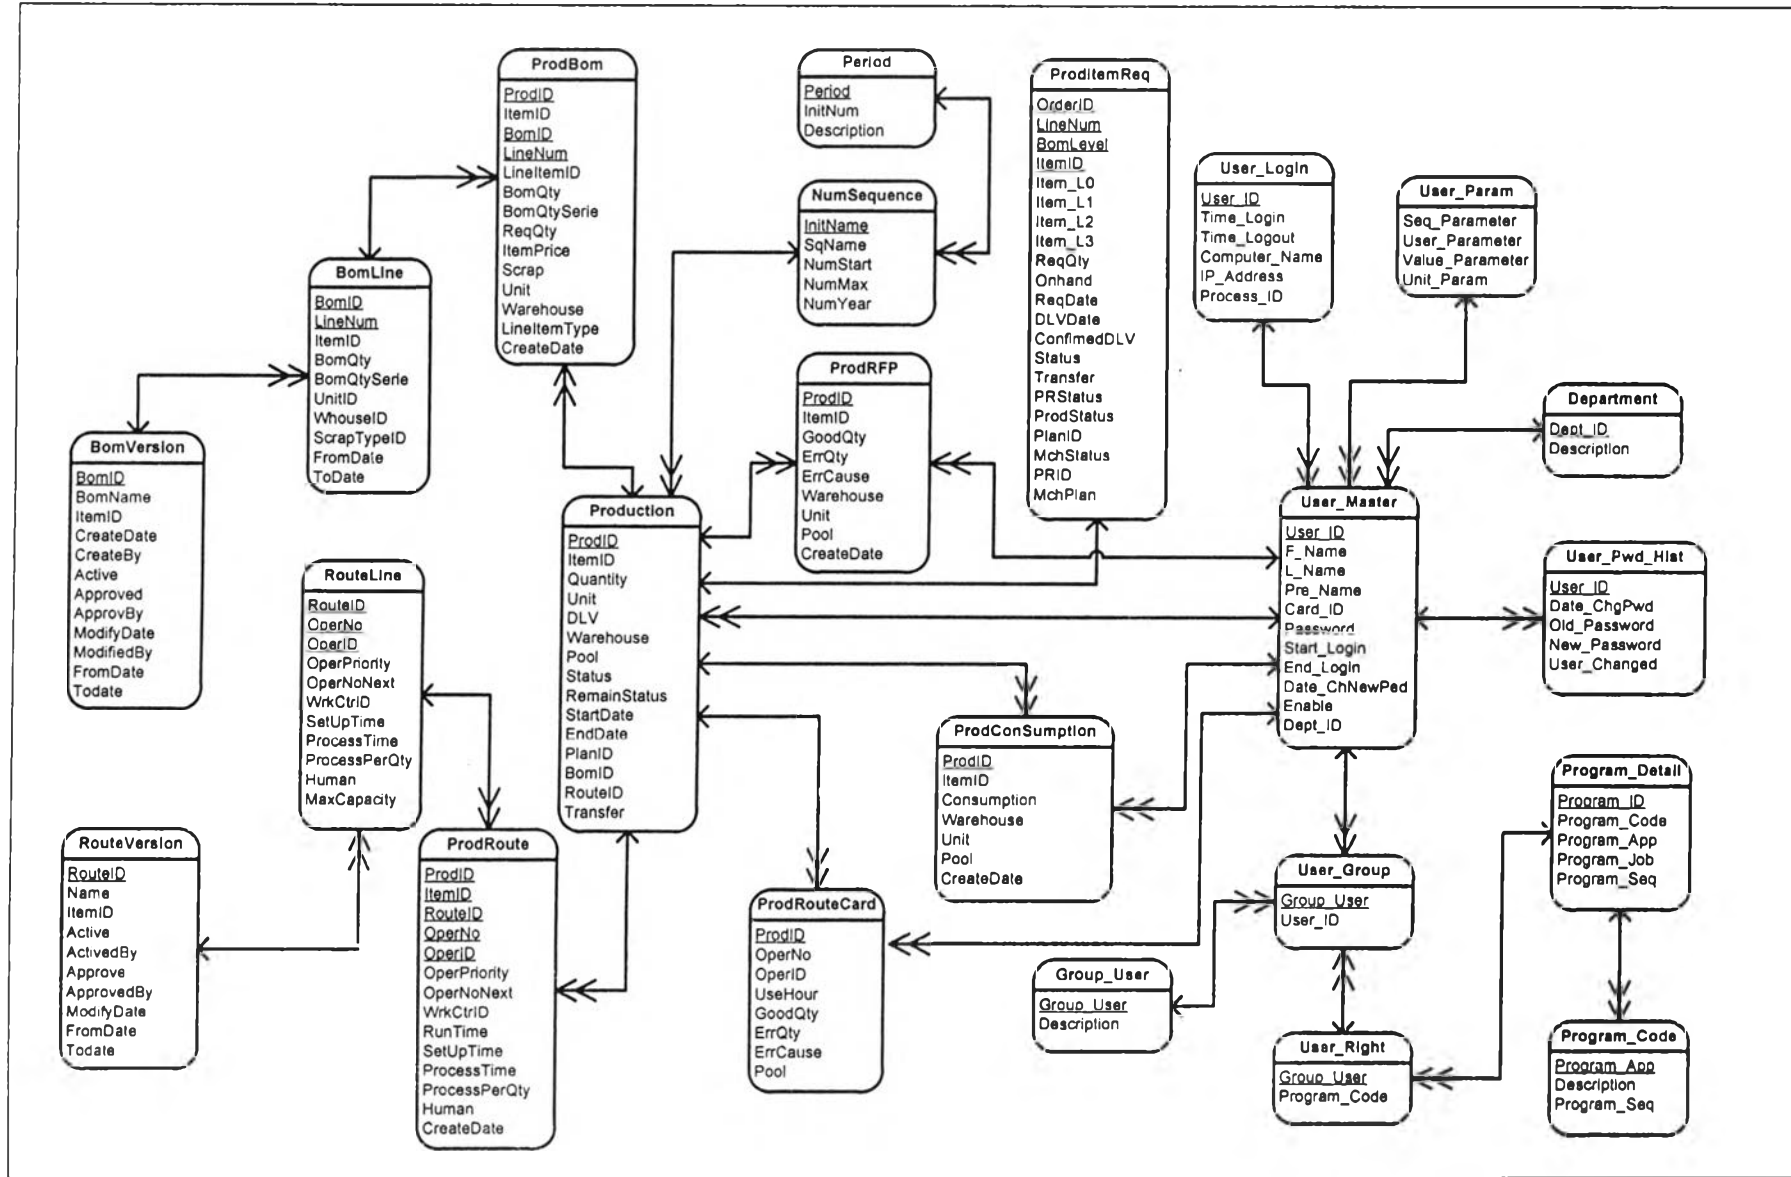 ProdBom
ProdID
ItemID
BomID
LineNum
LineItemID
BomQty
BomQtySerie
ReqQty
ItemPrice
Scrap
Unit
Warehouse
LineItemType
CreateDate
Period
Period
InitNum
Description
ProdItemReq
OrderID
LineNum
BomLevel
ItemID
Item_L0
Item_L1
Item_L2
Item_L3
ReqQty
Onhand
ReqDate
DLVDate
ConfimedDLV
Status
Transfer
PRStatus
ProdStatus
PlanID
MchStatus
PRID
MchPlan
NumSequence
InitName
SqName
NumStart
NumMax
NumYear
User_Login
User_ID
Time_Login
Time_Logout
Computer_Name
IP_Address
Process_ID
User_Param
Seq_Parameter
User_Parameter
Value_Parameter
Unit_Param
BomLine
BomID
LineNum
ItemID
BomQty
BomQtySerie
UnitID
WhouseID
ScrapTypeID
FromDate
ToDate
ProdRFP
ProdID
ItemID
GoodQty
ErrQty
ErrCause
Warehouse
Unit
Pool
CreateDate
Department
Dept_ID
Description
BomVersion
BomID
BomName
ItemID
CreateDate
CreateBy
Active
Approved
ApprovBy
ModifyDate
ModifiedBy
FromDate
Todate
Production
ProdID
ItemID
Quantity
Unit
DLV
Warehouse
Pool
Status
RemainStatus
StartDate
EndDate
PlanID
BomID
RouteID
Transfer
User_Master
User_ID
F_Name
L_Name
Pre_Name
Card_ID
Password
Start_Login
End_Login
Date_ChNewPed
Enable
Dept_ID
User_Pwd_Hist
User_ID
Date_ChgPwd
Old_Password
New_Password
User_Changed
RouteLine
RouteID
OperNo
OperID
OperPriority
OperNoNext
WrkCtrID
SetUpTime
ProcessTime
ProcessPerQty
Human
MaxCapacity
ProdConSumption
ProdID
ItemID
Consumption
Warehouse
Unit
Pool
CreateDate
Program_Detail
Program_ID
Program_Code
Program_App
Program_Job
Program_Seq
RouteVersion
RouteID
Name
ItemID
Active
ActivedBy
Approve
ApprovedBy
ModifyDate
FromDate
Todate
ProdRoute
ProdID
ItemID
RouteID
OperNo
OperID
OperPriority
OperNoNext
WrkCtrID
RunTime
SetUpTime
ProcessTime
ProcessPerQty
Human
CreateDate
User_Group
Group_User
User_ID
ProdRouteCard
ProdID
OperNo
OperID
UseHour
GoodQty
ErrQty
ErrCause
Pool
Group_User
Group_User
Description
User_Right
Group_User
Program_Code
Program_Code
Program_App
Description
Program_Seq